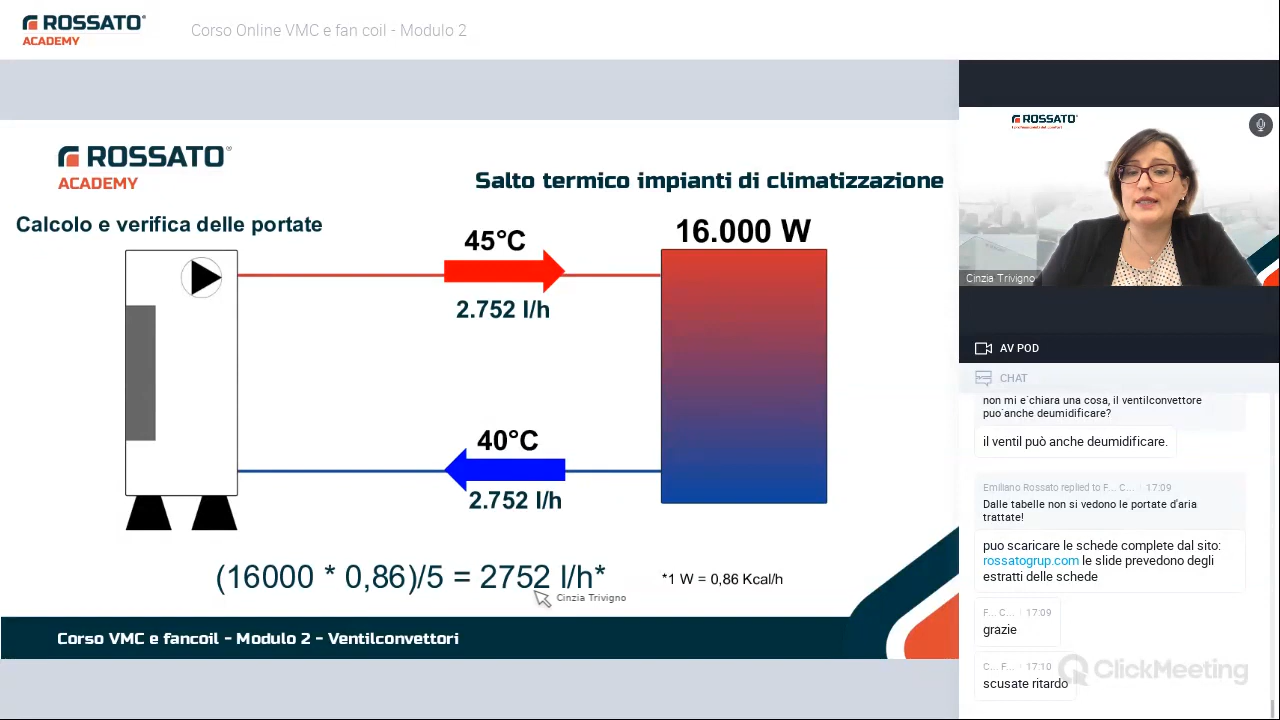 ROSSATO
ACADEMY
Corso Online VMC e fan coil - Modulo 2
ROSSATO
ACADEMY
Salto termico impianti di climatizzazione
Calcolo e verifica delle portate
45°C
16.000 W
2.752 l/h
40°C
2.752 l/h
(16000 * 0,86)/5 = 2752 l/h*
*1 W = 0,86 Kcal/h
Cinzia Trivigno
Corso VMC e fancoil - Modulo 2 - Ventilconvettori
ROSSATO
Cinzia Trivigno
AV POD
CHAT
non mi e'chiara una cosa, il ventilconvettore
puo'anche deumidificare?
il ventil può anche deumidificare.
Emiliano Rossato replied to F... C... 17:09
Dalle tabelle non si vedono le portate d'aria
trattate!
puo scaricare le schede complete dal sito:
rossatogrup.com le slide prevedono degli
estratti delle schede
F... C... 17:09
grazie
C... F... 17:10
scusate ritardo
ClickMeeting